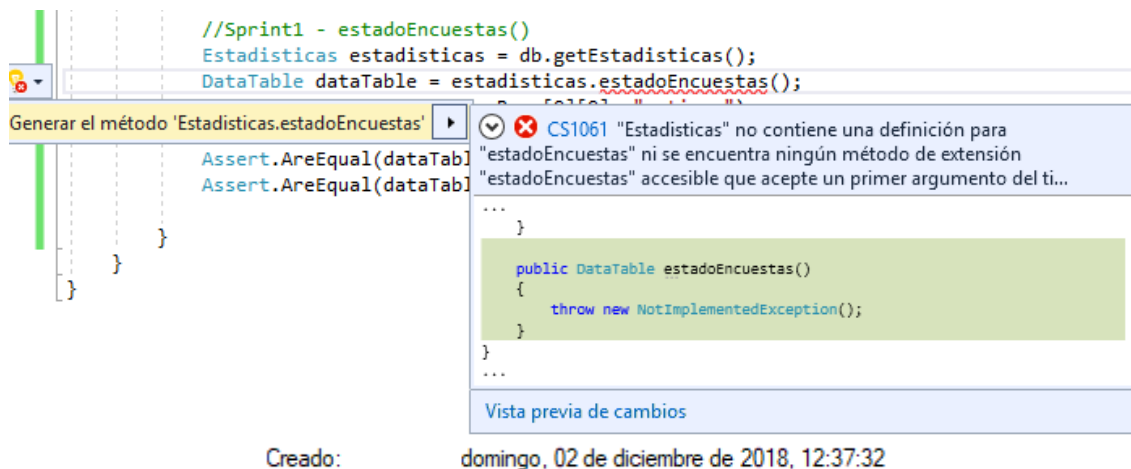 //Sprint1 - estadoEncuestas()
Estadisticas estadisticas = db.getEstadisticas();
DataTable dataTable = estadisticas.estadoEncuestas();
Generar el método 'Estadisticas.estadoEncuestas'
CS1061 "Estadisticas" no contiene una definición para
"estadoEncuestas" ni se encuentra ningún método de extensión
"estadoEncuestas" accesible que acepte un primer argumento del ti...
Assert.AreEqual(dataTabl
Assert.AreEqual(dataTabl
}
}
}
...
}
public DataTable estadoEncuestas()
{
throw new NotImplementedException();
}
}
...
Vista previa de cambios
Creado: domingo, 02 de diciembre de 2018, 12:37:32